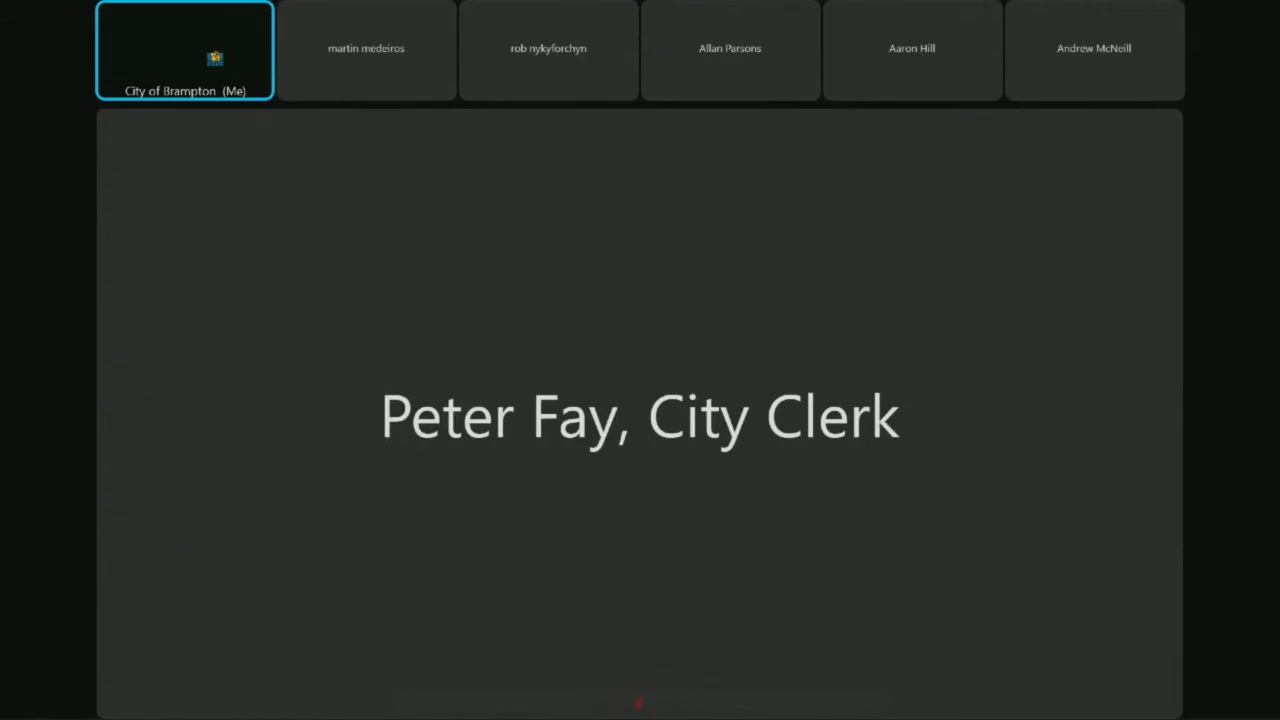 City of Brampton (Me)
martin medeiros
rob nykyforchyn
Allan Parsons
Aaron Hill
Andrew McNeill
Peter Fay, City Clerk